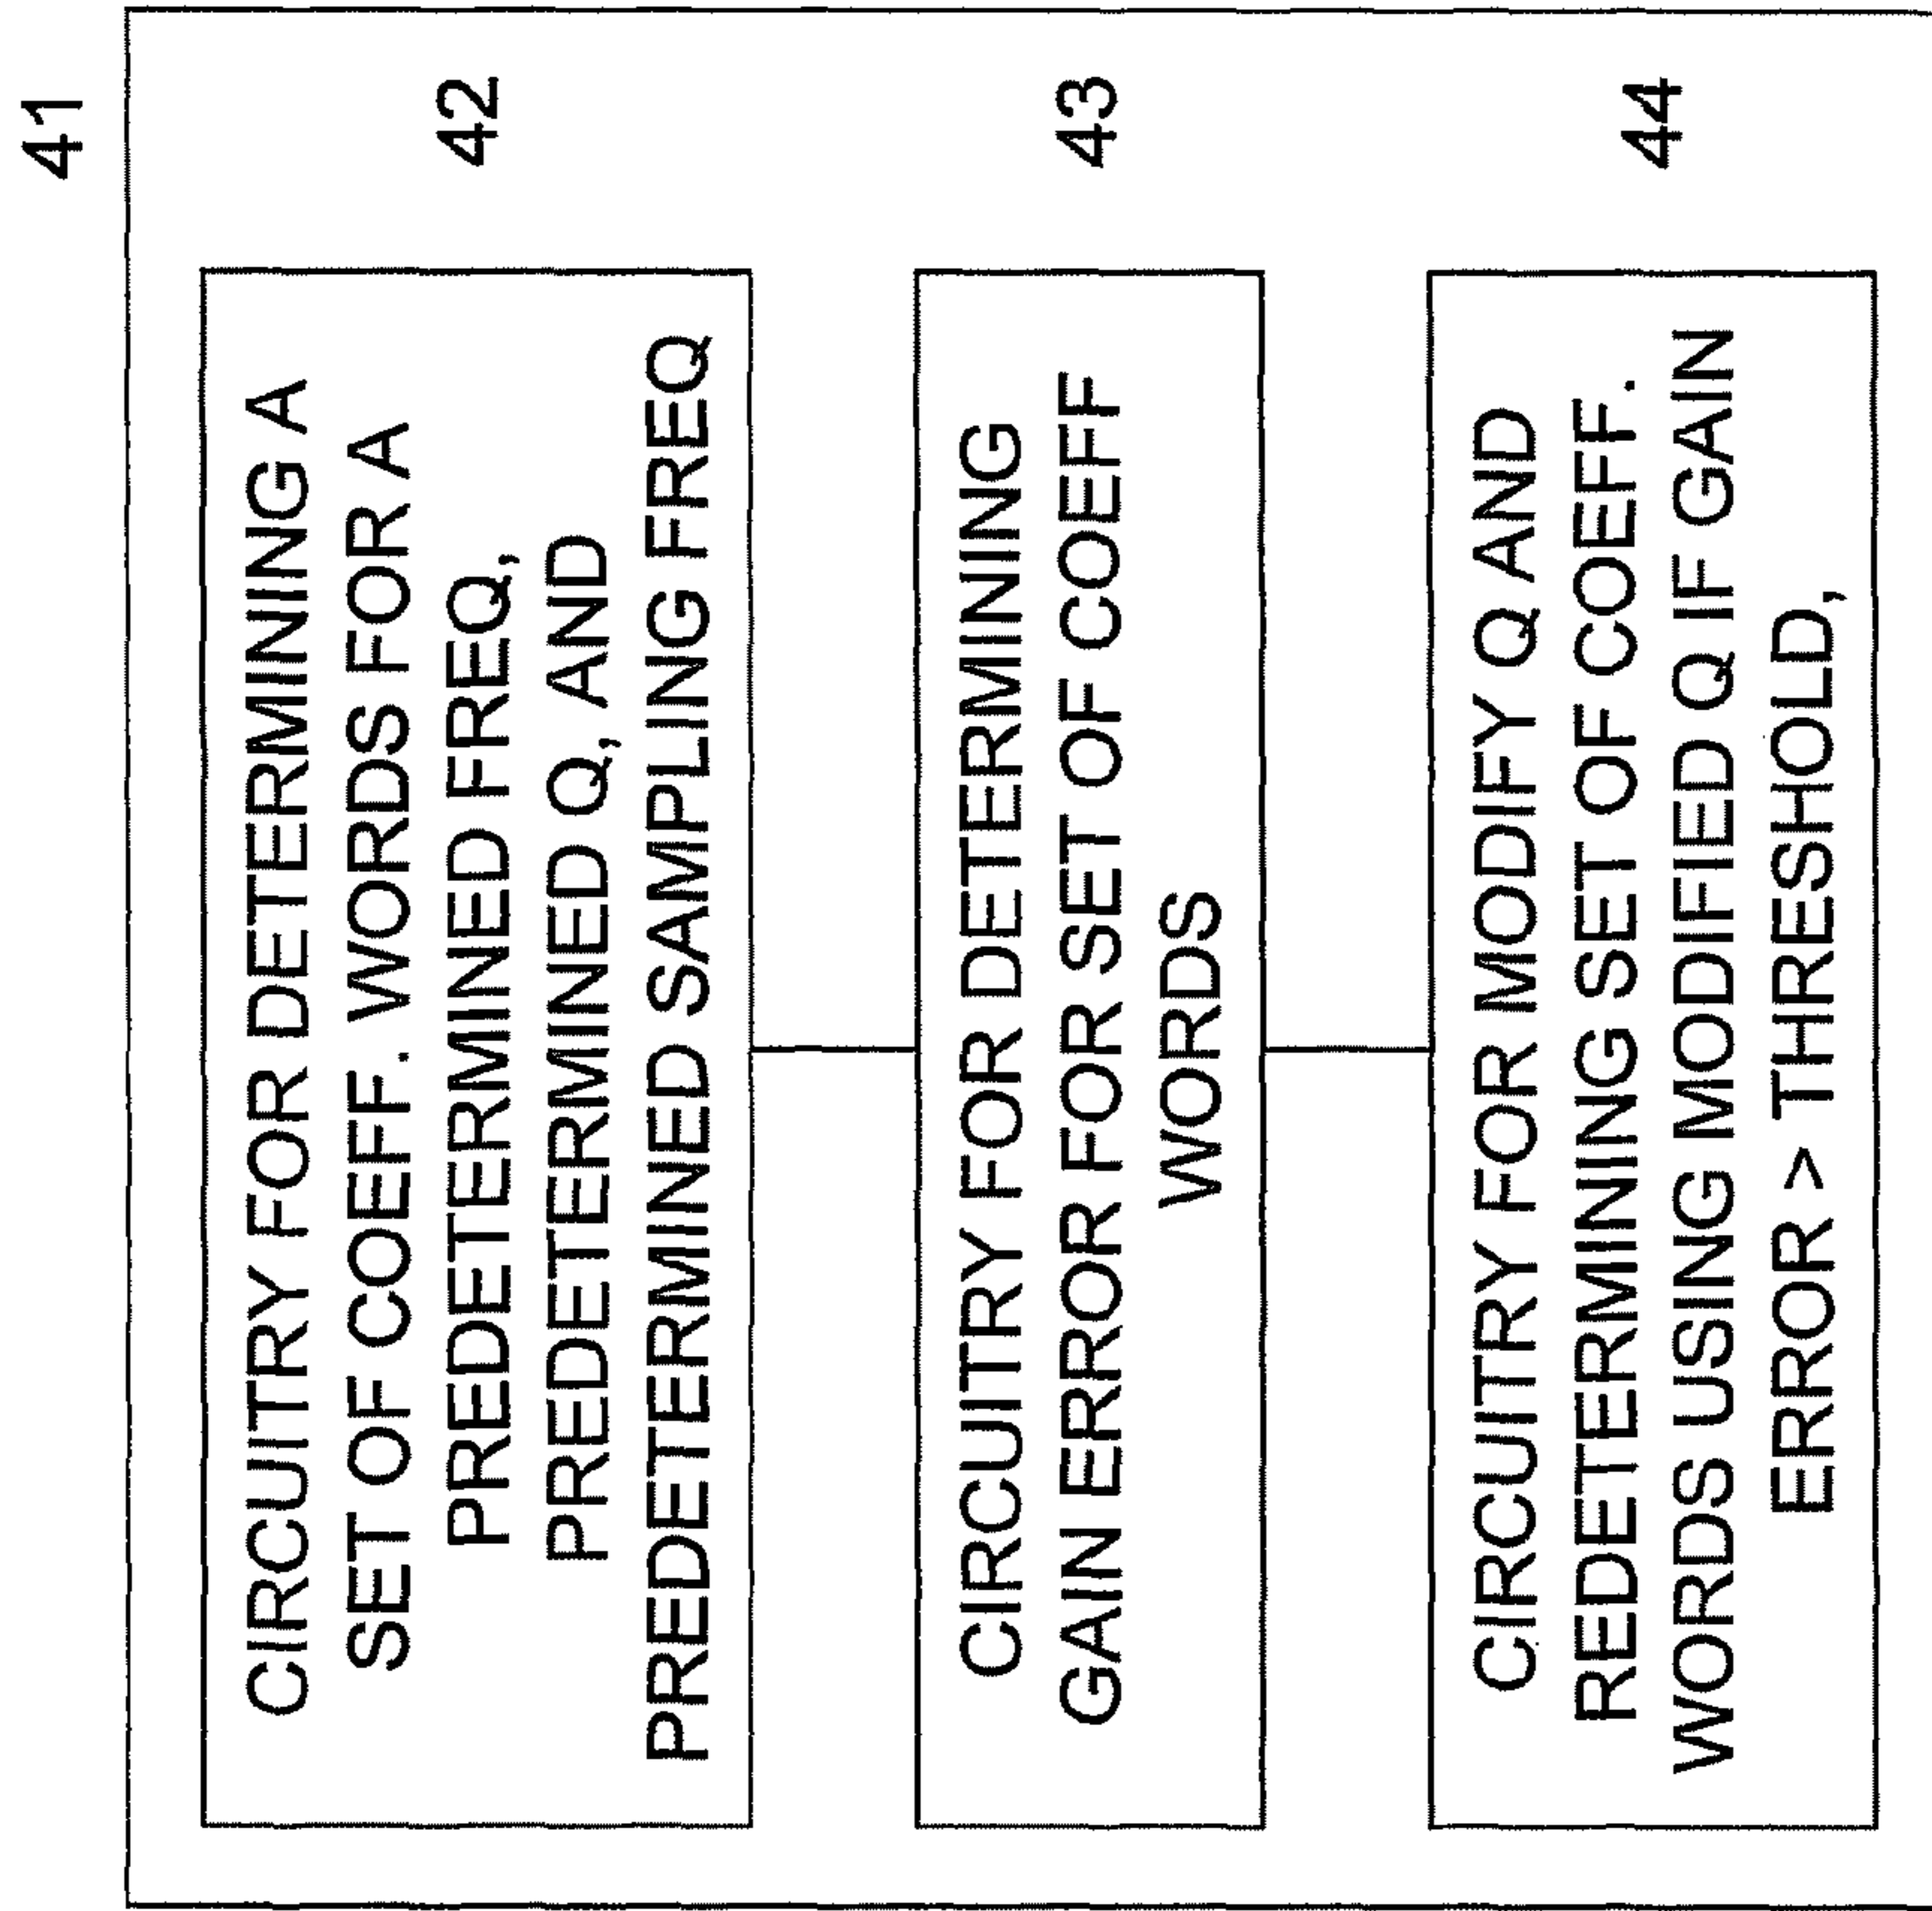 41
CIRCUITRY FOR DETERMINING A
SET OF COEFF. WORDS FOR A
PREDETERMINED FREQ,
PREDETERMINED Q, AND
PREDETERMINED SAMPLING FREQ
42
CIRCUITRY FOR DETERMINING
GAIN ERROR FOR SET OF COEFF
WORDS
43
CIRCUITRY FOR MODIFY Q AND
REDETERMINING SET OF COEFF.
WORDS USING MODIFIED Q IF GAIN
ERROR > THRESHOLD,
44